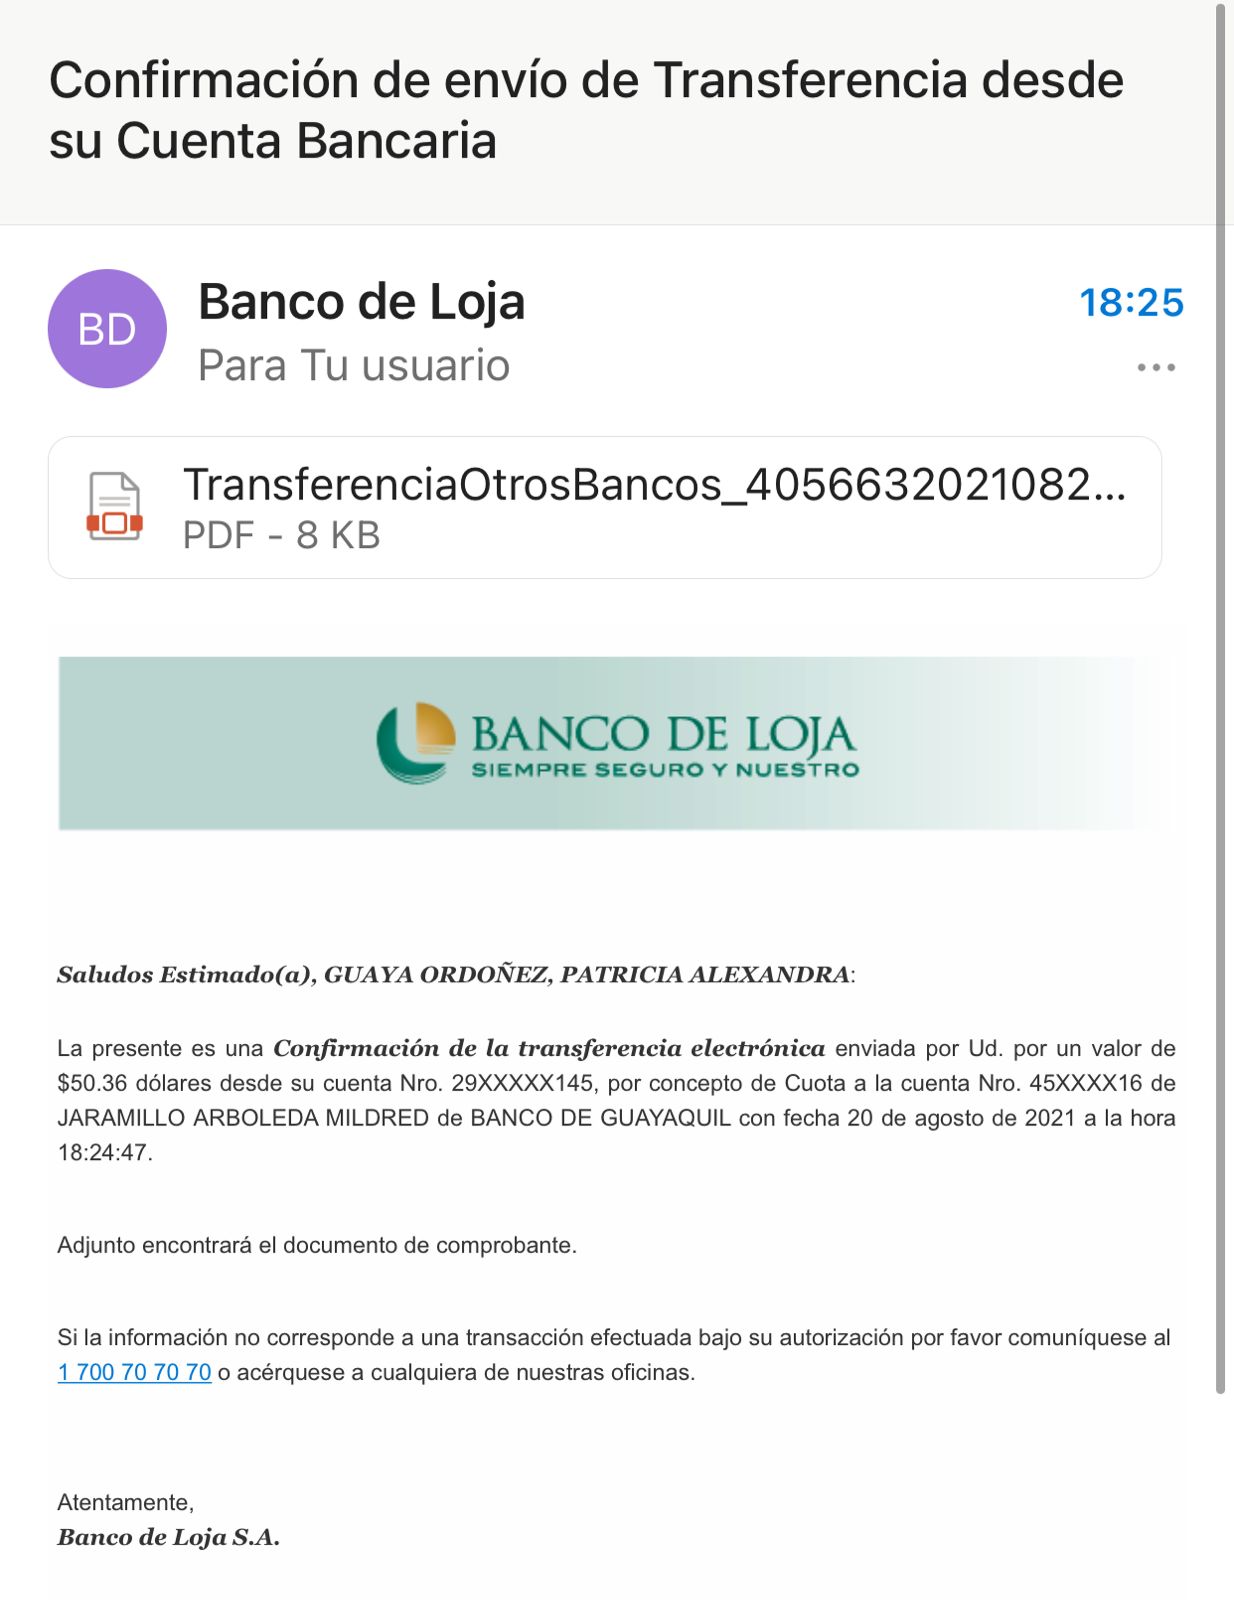 Confirmación de envío de Transferencia desde
su Cuenta Bancaria
BD
Banco de Loja
18:25
Para Tu usuario
...
TransferenciaOtrosBancos_4056632021082...
PDF - 8 KB
BANCO DE LOJA
SIEMPRE SEGURO Y NUESTRO
Saludos Estimado(a), GUAYA ORDOÑEZ, PATRICIA ALEXANDRA:
La presente es una Confirmación de la transferencia electrónica enviada por Ud. por un valor de
$50.36 dólares desde su cuenta Nro. 29XXXXX145, por concepto de Cuota a la cuenta Nro. 45XXXX16 de
JARAMILLO ARBOLEDA MILDRED de BANCO DE GUAYAQUIL con fecha 20 de agosto de 2021 a la hora
18:24:47.
Adjunto encontrará el documento de comprobante.
Si la información no corresponde a una transacción efectuada bajo su autorización por favor comuníquese al
1 700 70 70 70 o acérquese a cualquiera de nuestras oficinas.
Atentamente,
Banco de Loja S.A.